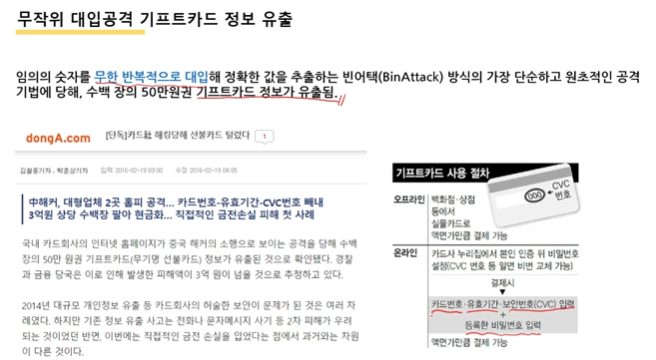 무작위 대입공격 기프트카드 정보 유출
임의의 숫자를 무한 반복적으로 대입해 정확한 값을 추출하는 빈어택(BinAttack) 방식의 가장 단순하고 원초적인 공격
기법에 당해, 수백 장의 50만원권 기프트카드 정보가 유출됨.
dongA.com
[단독]카드社 해킹당해 선불카드 털렸다 1
입력 2016-02-19 03:00 수정 2016-02-19 04:05
中해커, 대형업체 2곳 홈피 공격… 카드번호-유효기간-CVC번호 빼내
3억원 상당 수백장 팔아 현금화… 직접적인 금전손실 피해 첫 사례
국내 카드회사의 인터넷 홈페이지가 중국 해커의 소행으로 보이는 공격을 당해 수백
장의 50만 원권 기프트카드(무기명 선불카드) 정보가 유출된 것으로 확인됐다. 경찰
과 금융 당국은 이로 인해 발생한 피해액이 3억 원이 넘을 것으로 추정하고 있다.
2014년 대규모 개인정보 유출 등 카드회사의 허술한 보안이 문제가 된 것은 여러 차
례였다. 하지만 기존 정보 유출 사고는 전화나 문자메시지 사기 등 2차 피해가 우려
되는 것이었던 반면, 이번에는 직접적인 금전 손실을 입었다는 점에서 과거와는 차원
이 다른 것이다.
기프트카드 사용 절차
000
CVC
번호
오프라인
백화점·상점
등에서
실물카드로
액면가만큼 결제 가능
온라인
카드사 누리집에서 본인 인증 뒤 비밀번호
설정(CVC 번호 등 일면 비번 교체 가능)
결제시
카드번호·유효기간·보안번호(CVC) 입력
+
등록한 비밀번호 입력
액면가만큼 결제 가능